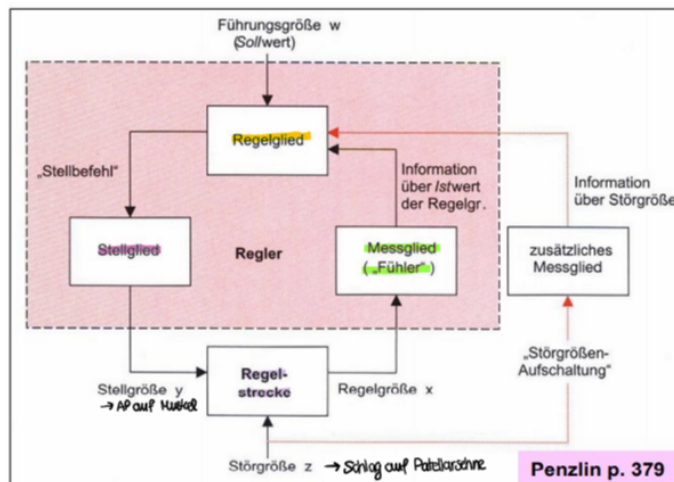 Führungsgröße w
(Sollwert)
Regelglied
„Stellbefehl“
Information
über Istwert
der Regelgr.
Information
über Störgröße
Stellglied
Regler
Messglied
(„Fühler“)
zusätzliches
Messglied
Stellgröße y
→ AP auf Muskel
Regel-
strecke
Regelgröße x
„Störgrößen-
Aufschaltung“
Störgröße z → Schlag auf Patellarsehne
Penzlin p. 379